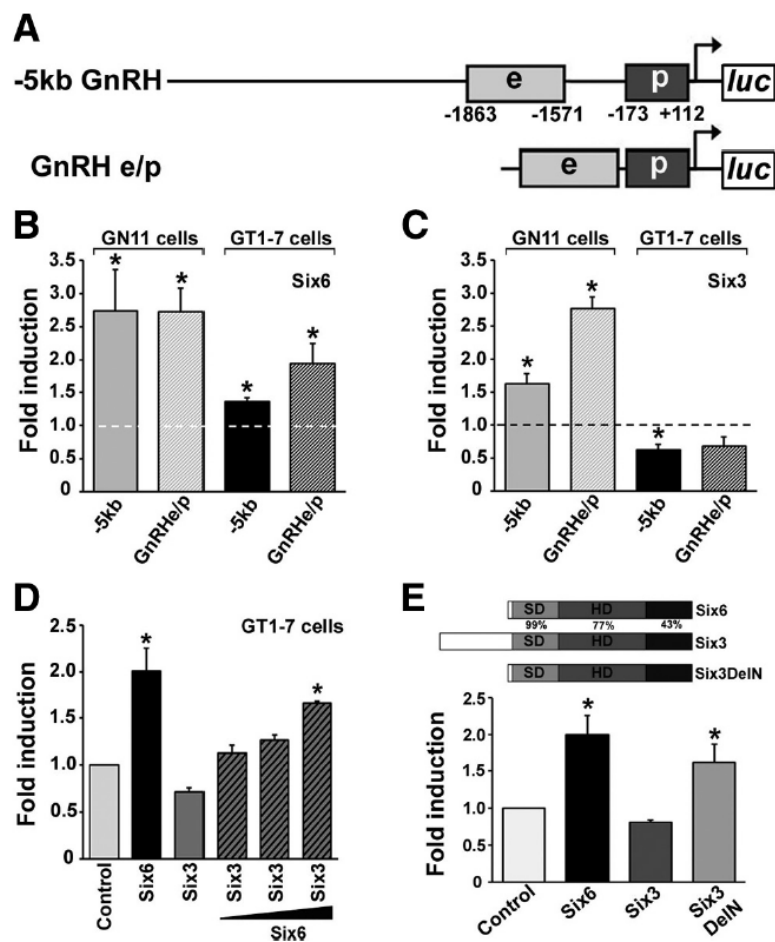 A
-5kb GnRH
e
p
luc
-1863 -1571 -173 +112
GnRH e/p
e
p
luc
B
GN11 cells GT1-7 cells
Six6
Fold induction
3.5
3.0
2.5
2.0
1.5
1.0
0.5
0
*
*
*
*
-5kb
GnRHe/p
-5kb
GnRHe/p
C
GN11 cells GT1-7 cells
Six3
Fold induction
3.5
3.0
2.5
2.0
1.5
1.0
0.5
0
*
*
*
-5kb
GnRHe/p
-5kb
GnRHe/p
D
GT1-7 cells
Fold induction
2.5
2.0
1.5
1.0
0.5
0
*
*
Control
Six6
Six3
Six3
Six3
Six3
Six6
E
SD HD Six6
99% 77% 43%
SD HD Six3
SD HD Six3DelN
Fold induction
2.5
2.0
1.5
1.0
0.5
0
*
*
Control
Six6
Six3
Six3
DelN